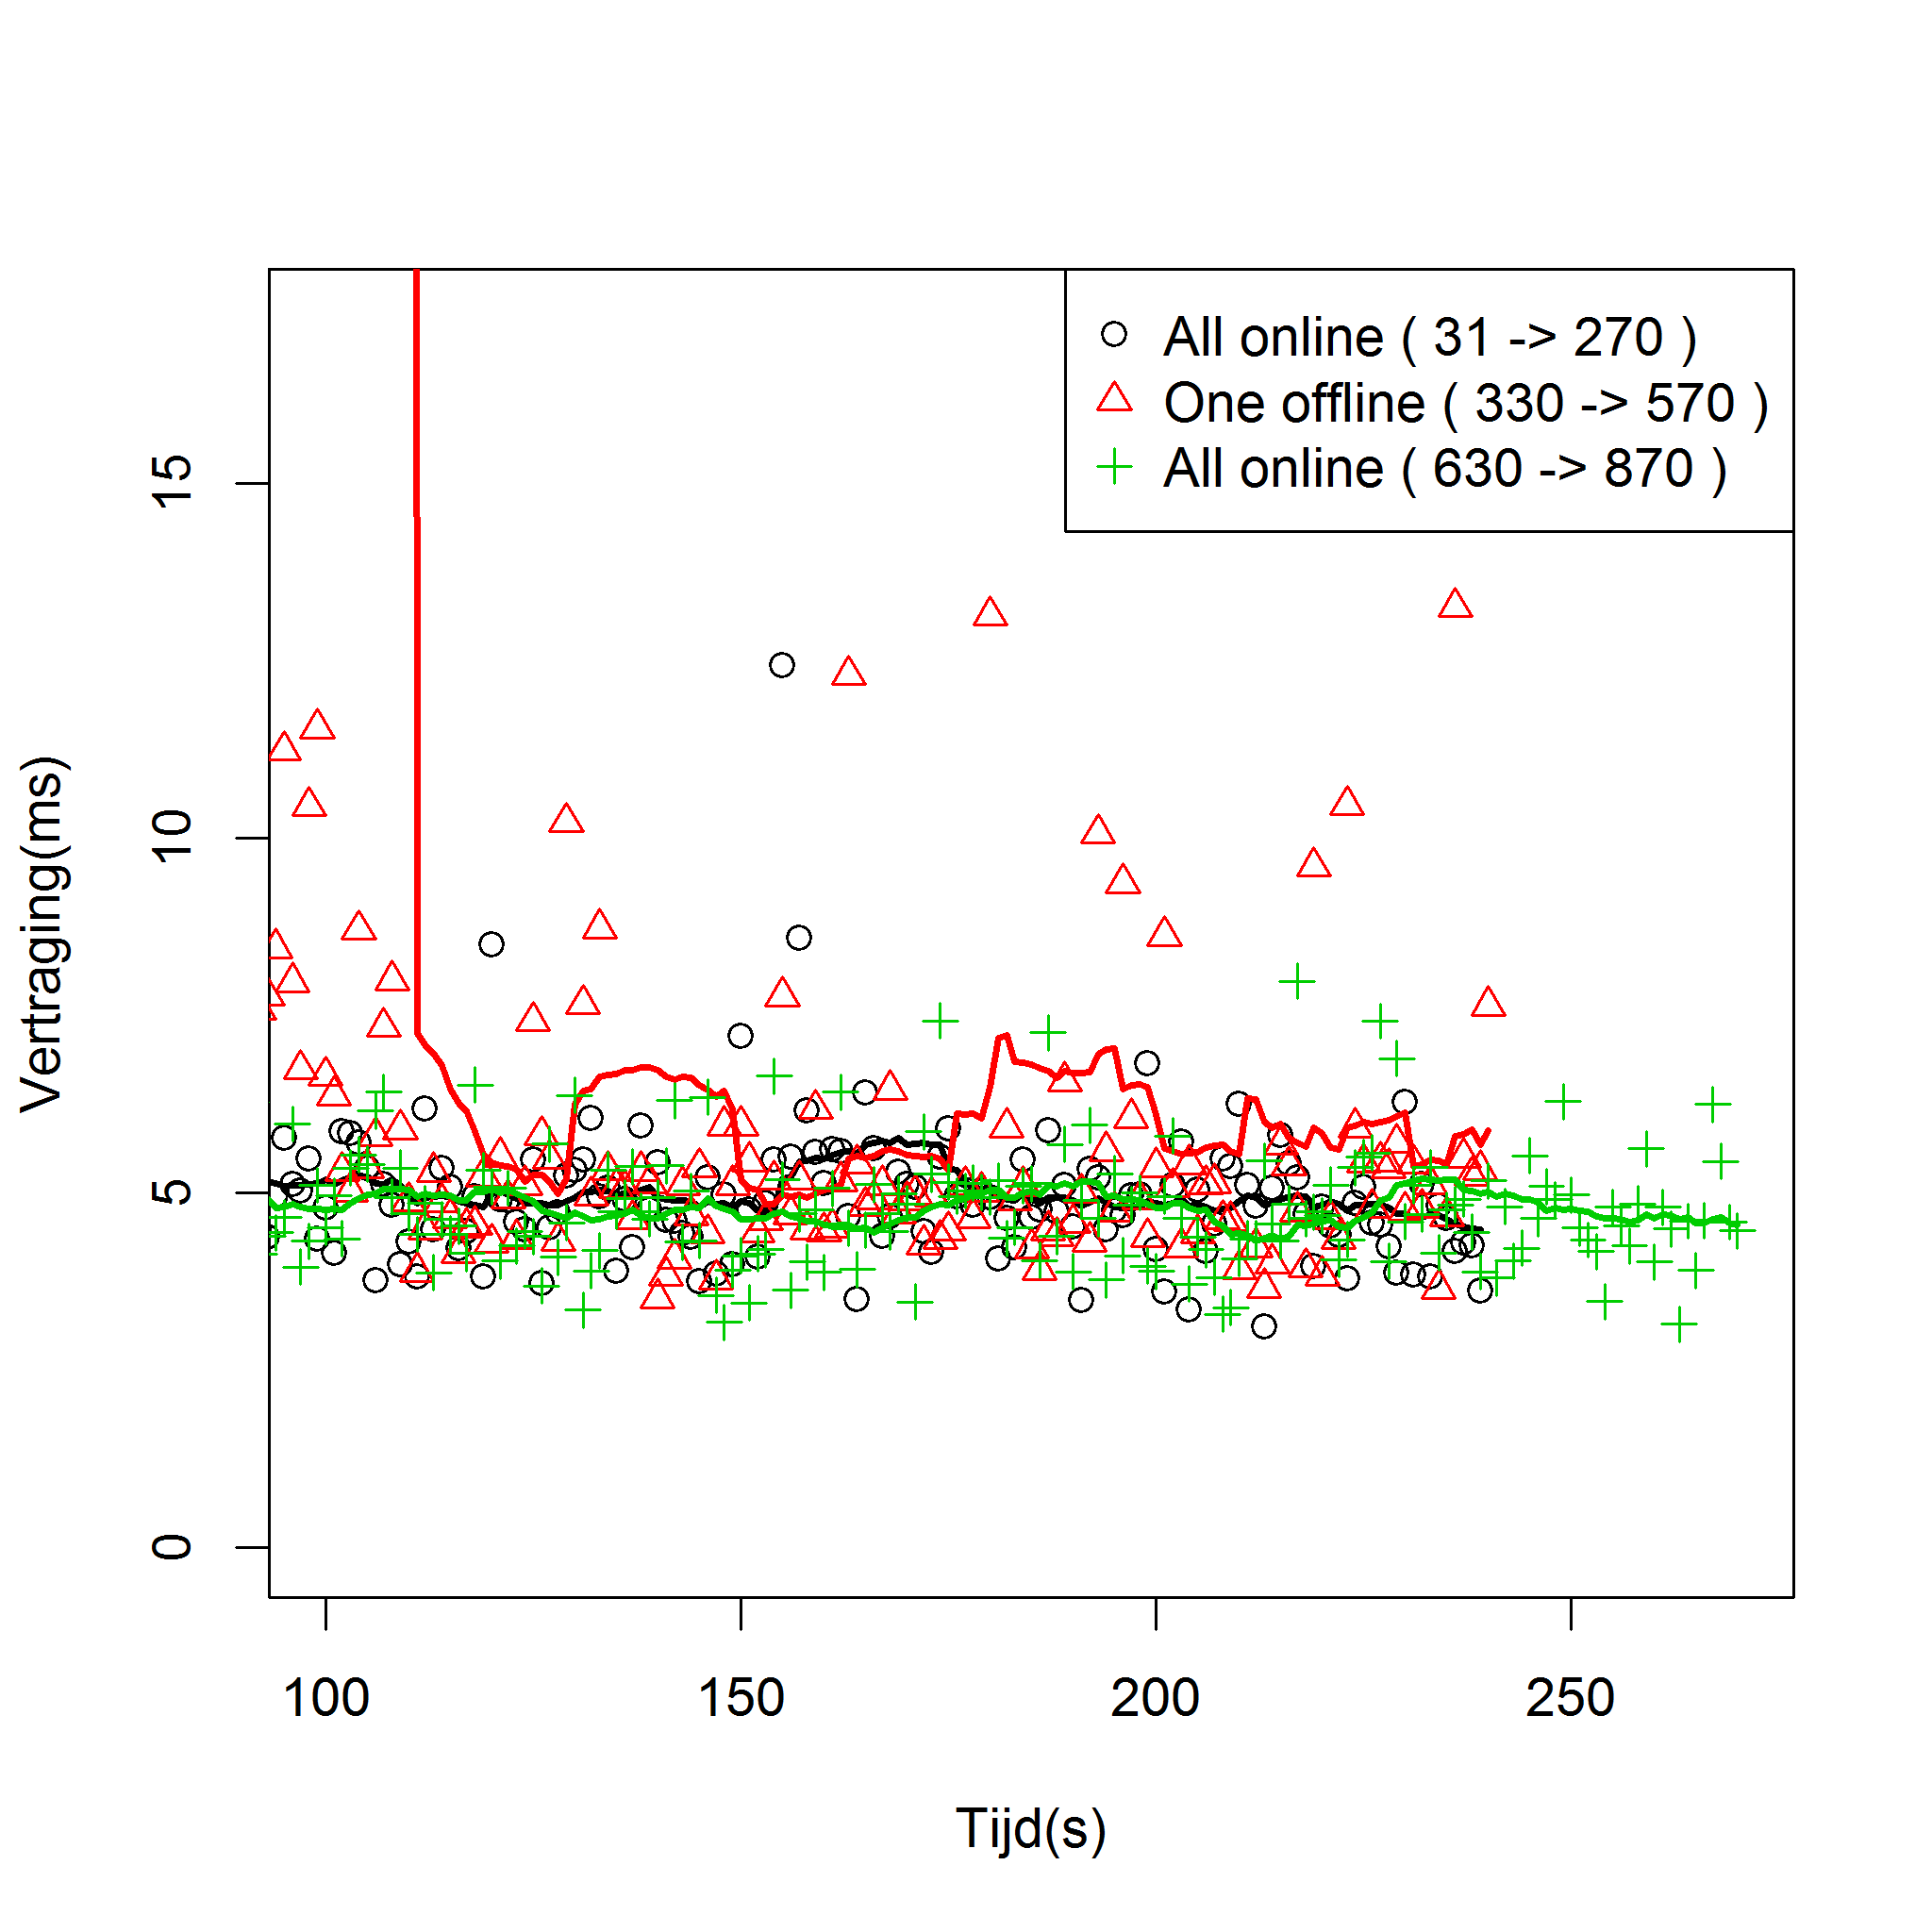 All online ( 31 -> 270 )
One offline ( 330 -> 570 )
All online ( 630 -> 870 )
Vertraging(ms)
15
10
5
0
100 150 200 250
Tijd(s)